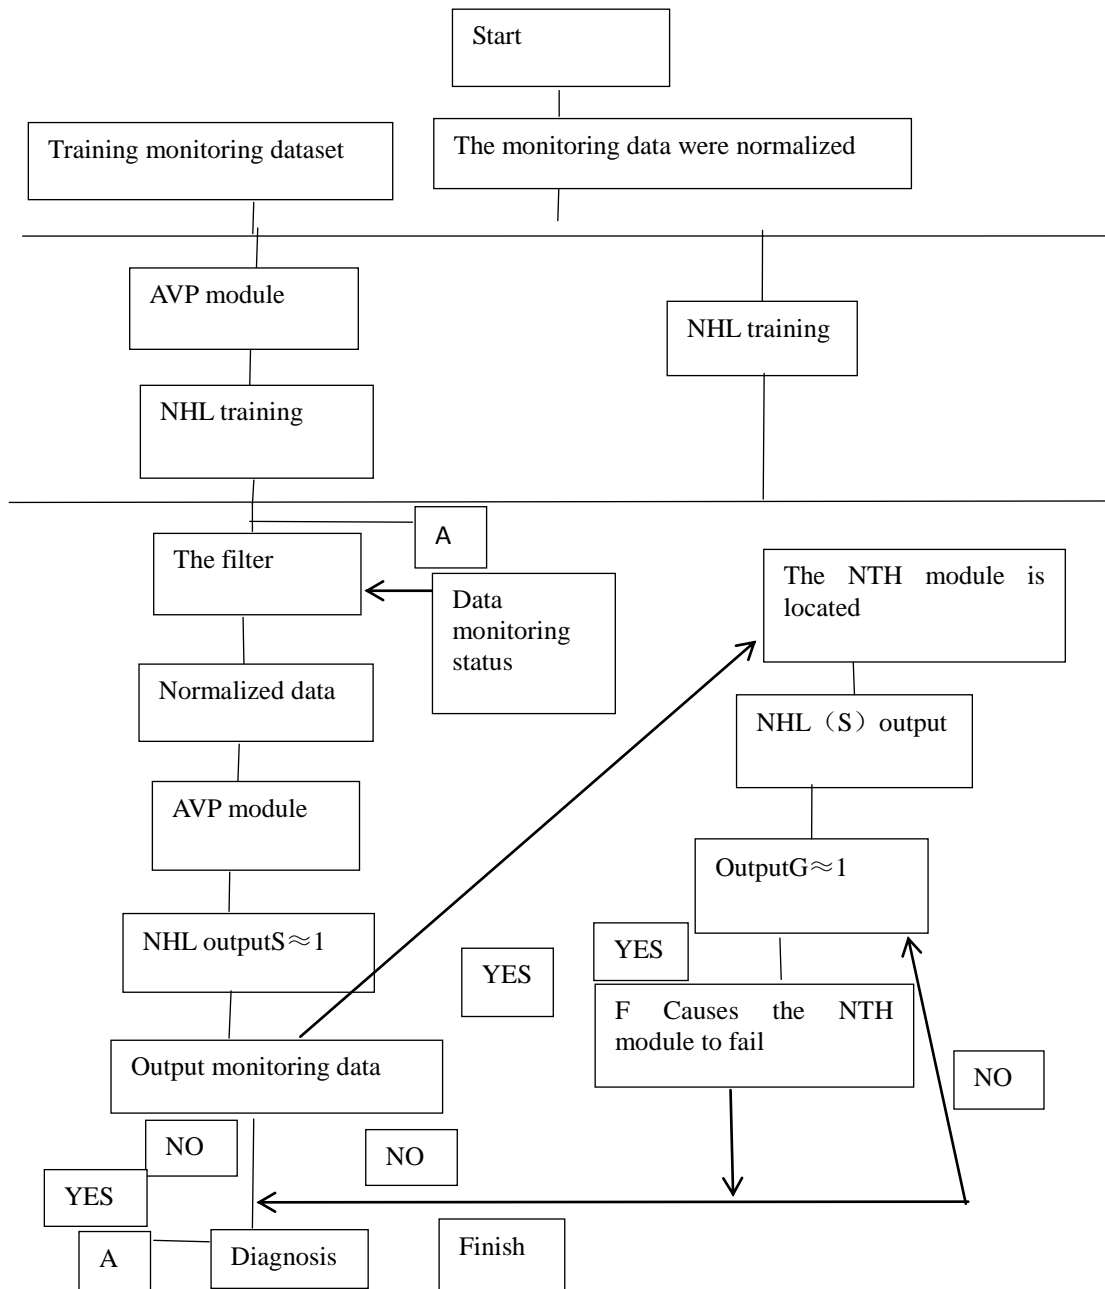 Start
Training monitoring dataset
The monitoring data were normalized
AVP module
NHL training
NHL training
A
The filter
Data
monitoring
status
The NTH module is
located
Normalized data
NHL（S）output
AVP module
OutputG≈1
NHL outputS≈1
YES
YES
F Causes the NTH
module to fail
Output monitoring data
NO
NO
NO
YES
A
Diagnosis
Finish